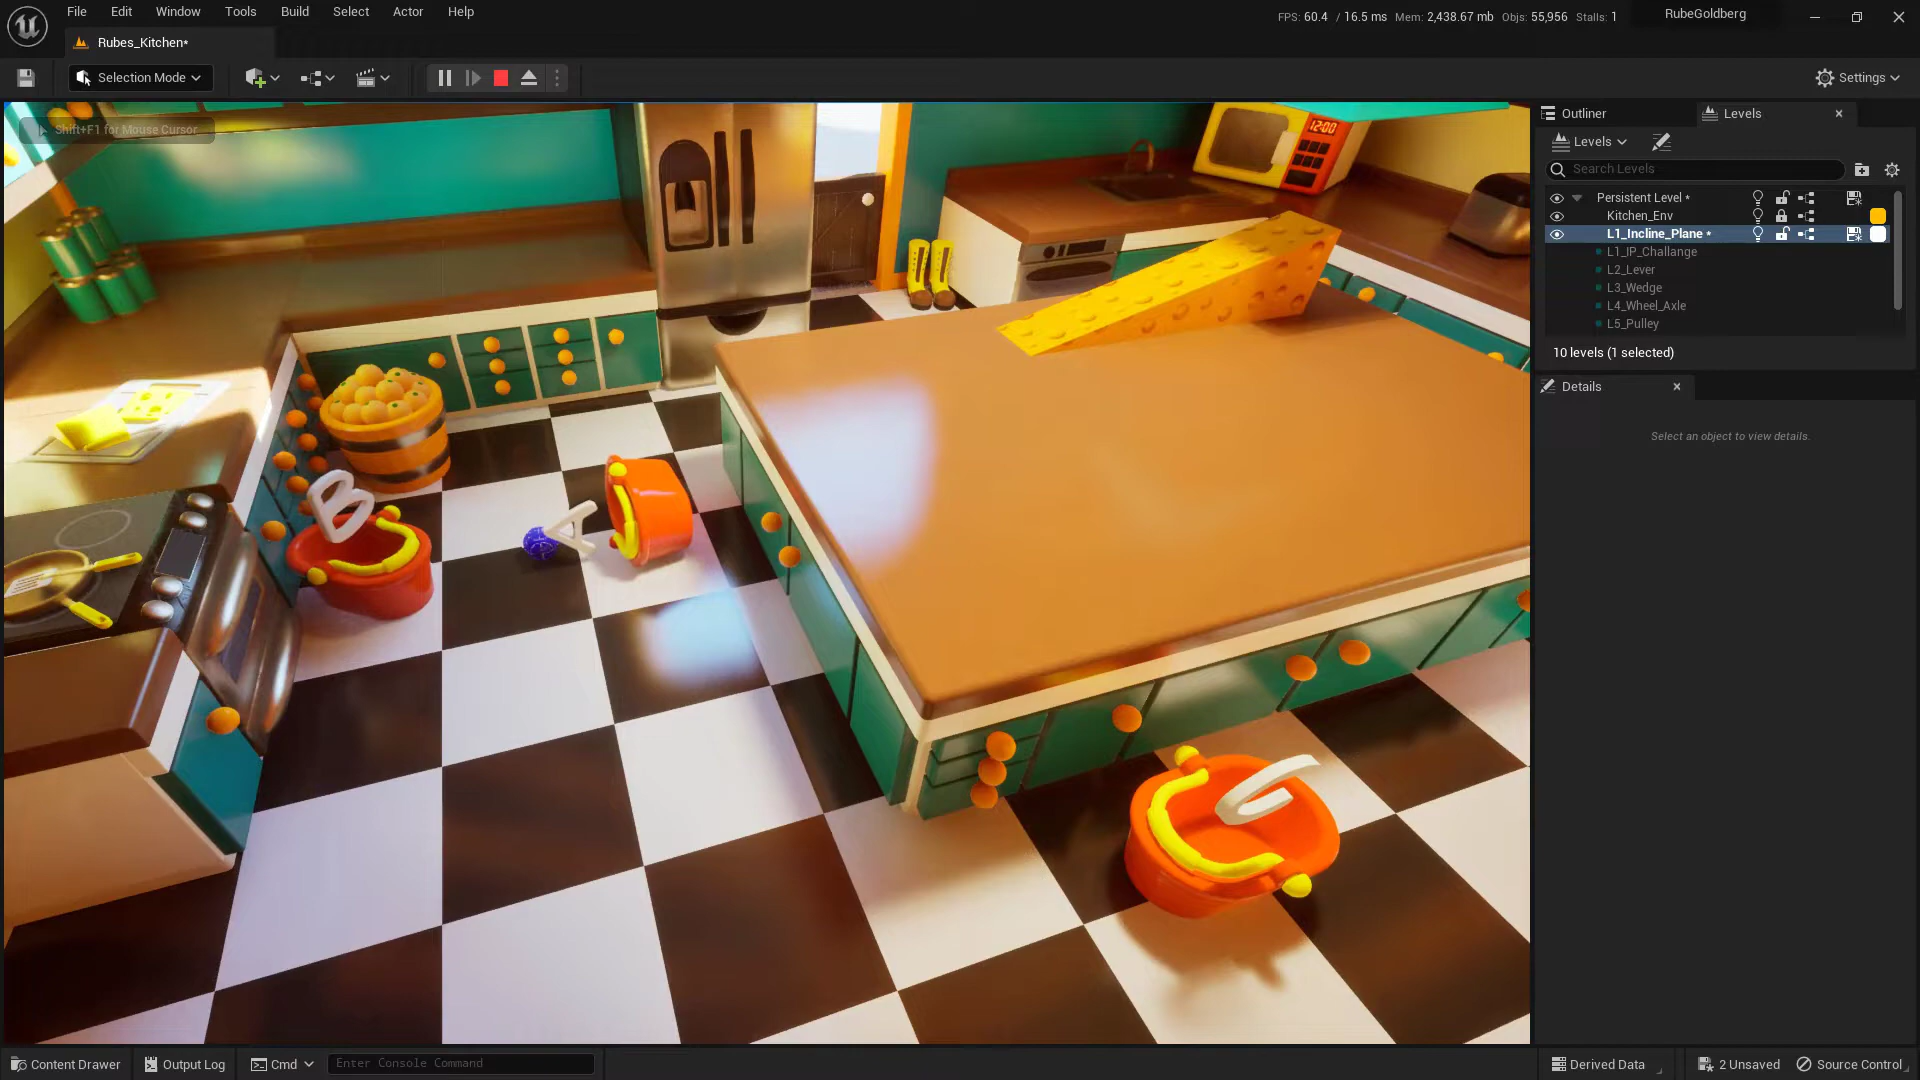 File Edit Window Tools Build Select Actor Help
FPS: 60.4 / 16.5 ms Mem: 2,438.67 mb Objs: 55,956 Stalls: 1
RubeGoldberg
Rubes_Kitchen*
Selection Mode
Settings
Shift+F1 for Mouse Cursor
12:00
B
A
C
Outliner
Levels
Levels
Search Levels
Persistent Level *
Kitchen_Env
L1_Incline_Plane *
L1_IP_Challange
L2_Lever
L3_Wedge
L4_Wheel_Axle
L5_Pulley
10 levels (1 selected)
Details
Select an object to view details.
Content Drawer
Output Log
Cmd
Enter Console Command
Derived Data
2 Unsaved
Source Control